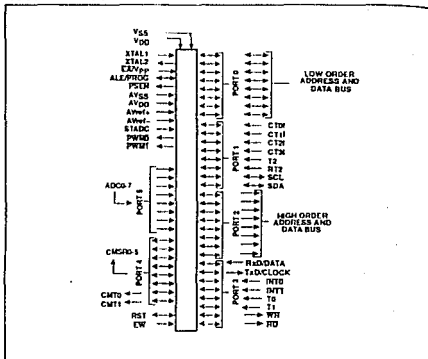 VSS
VDD
XTAL1
XTAL2
EA/VPP
ALE/PROG
PSEN
AVSS
AVDD
AVref+
AVref-
STADC
PWM0
PWM1
ADC0-7
PORT 5
CMSR0-5
PORT 4
CMT0
CMT1
RST
EW
PORT 0
LOW ORDER
ADDRESS AND
DATA BUS
PORT 1
CT0I
CT1I
CT2I
CT3I
T2
RT2
SCL
SDA
PORT 2
HIGH ORDER
ADDRESS AND
DATA BUS
PORT 3
RxD/DATA
TxD/CLOCK
INT0
INT1
T0
T1
WR
RD